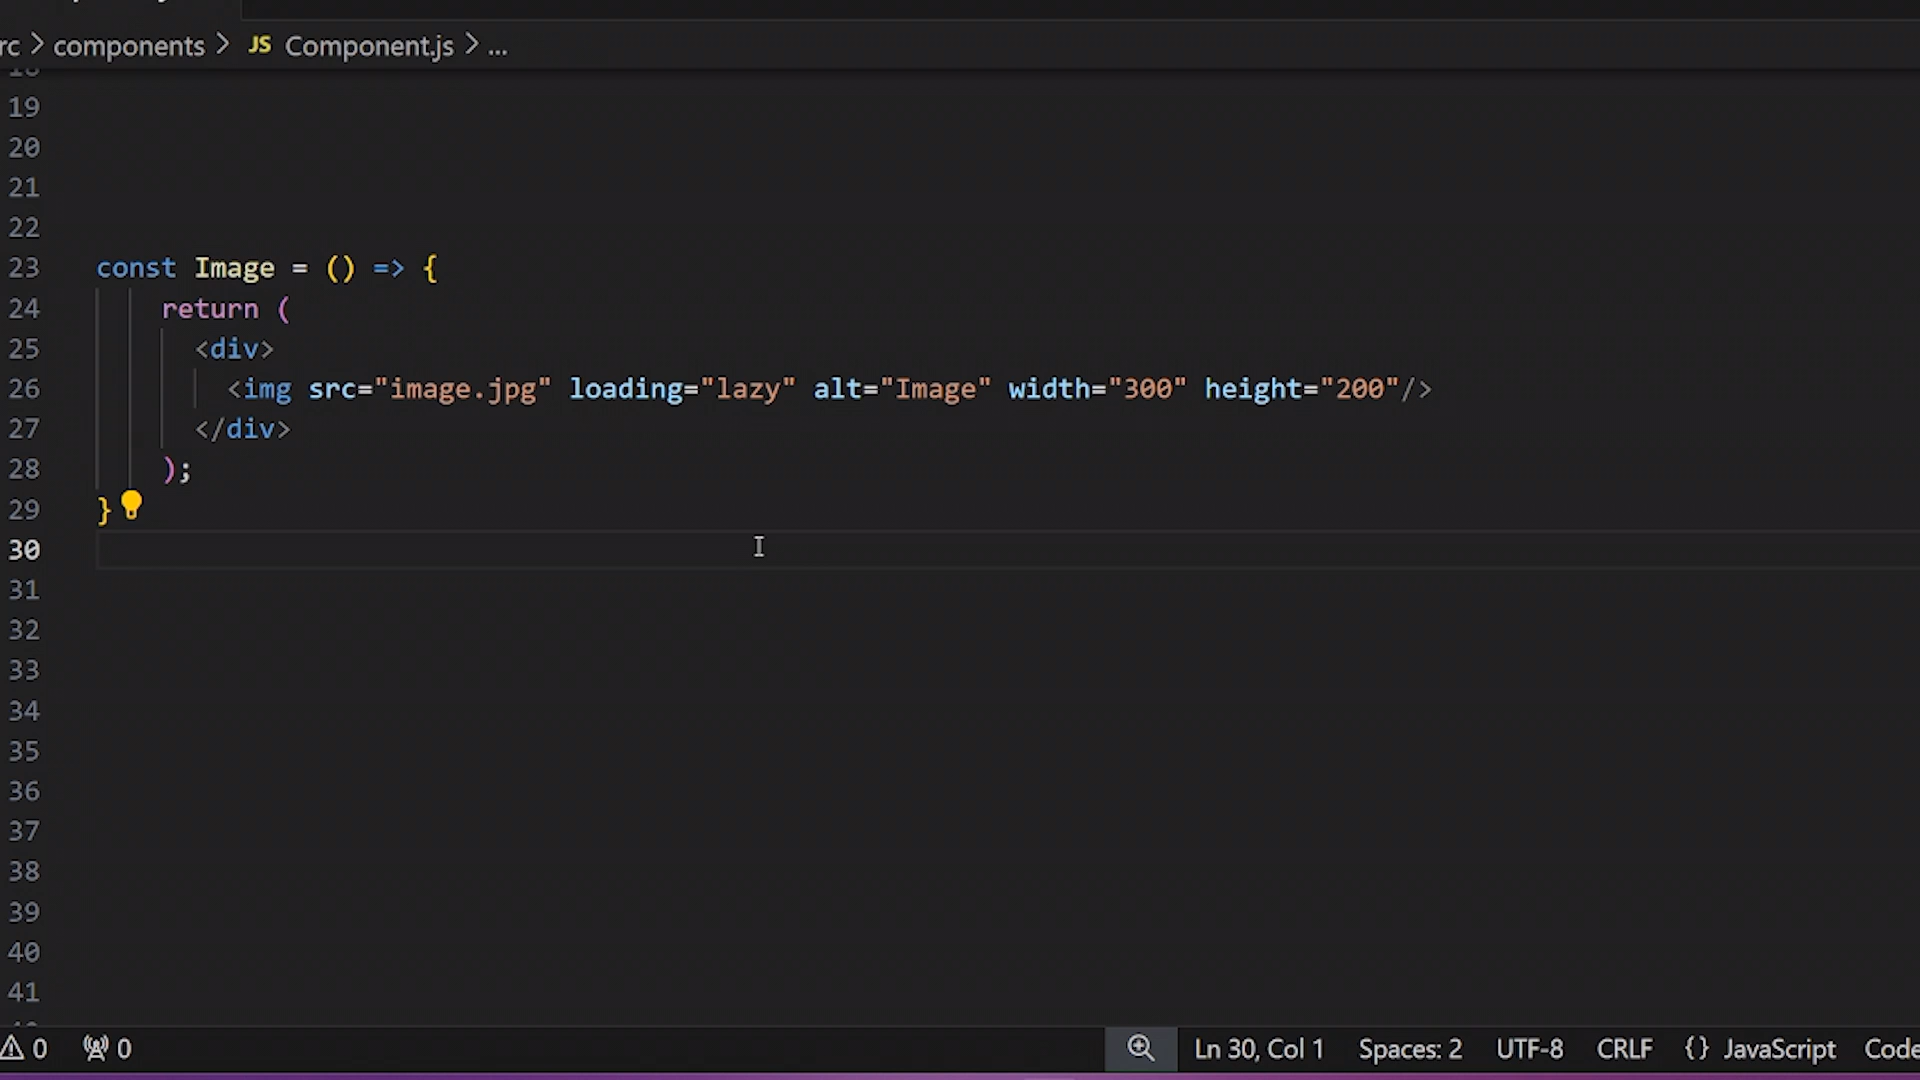 rc > components > JS Component.js > ...
19
20
21
22
23 const Image = () => {
24 return (
25 <div>
26 <img src="image.jpg" loading="lazy" alt="Image" width="300" height="200"/>
27 </div>
28 );
29 }
30
31
32
33
34
35
36
37
38
39
40
41
0 0 Ln 30, Col 1 Spaces: 2 UTF-8 CRLF {} JavaScript Code